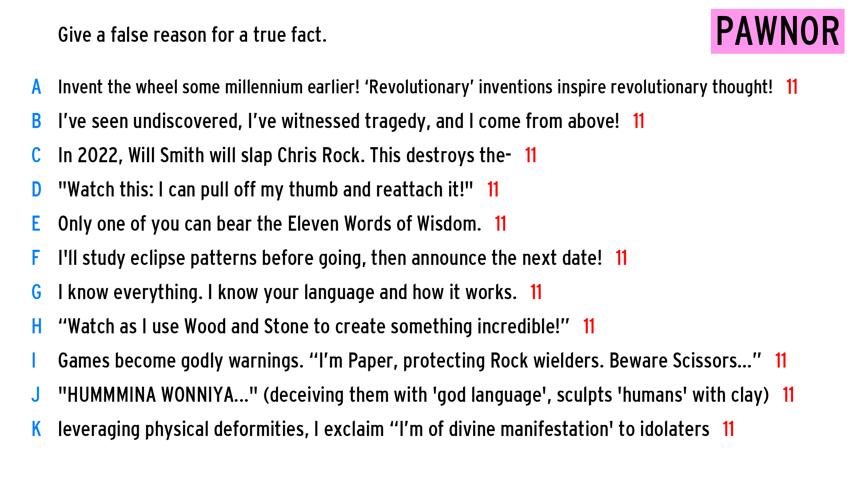 Give a false reason for a true fact.
PAWNOR
A Invent the wheel some millennium earlier! ‘Revolutionary’ inventions inspire revolutionary thought! 11
B I’ve seen undiscovered, I’ve witnessed tragedy, and I come from above! 11
C In 2022, Will Smith will slap Chris Rock. This destroys the- 11
D "Watch this: I can pull off my thumb and reattach it!" 11
E Only one of you can bear the Eleven Words of Wisdom. 11
F I'll study eclipse patterns before going, then announce the next date! 11
G I know everything. I know your language and how it works. 11
H “Watch as I use Wood and Stone to create something incredible!” 11
I Games become godly warnings. “I’m Paper, protecting Rock wielders. Beware Scissors...” 11
J "HUMMMINA WONNIYA..." (deceiving them with 'god language', sculpts 'humans' with clay) 11
K leveraging physical deformities, I exclaim “I’m of divine manifestation' to idolaters 11